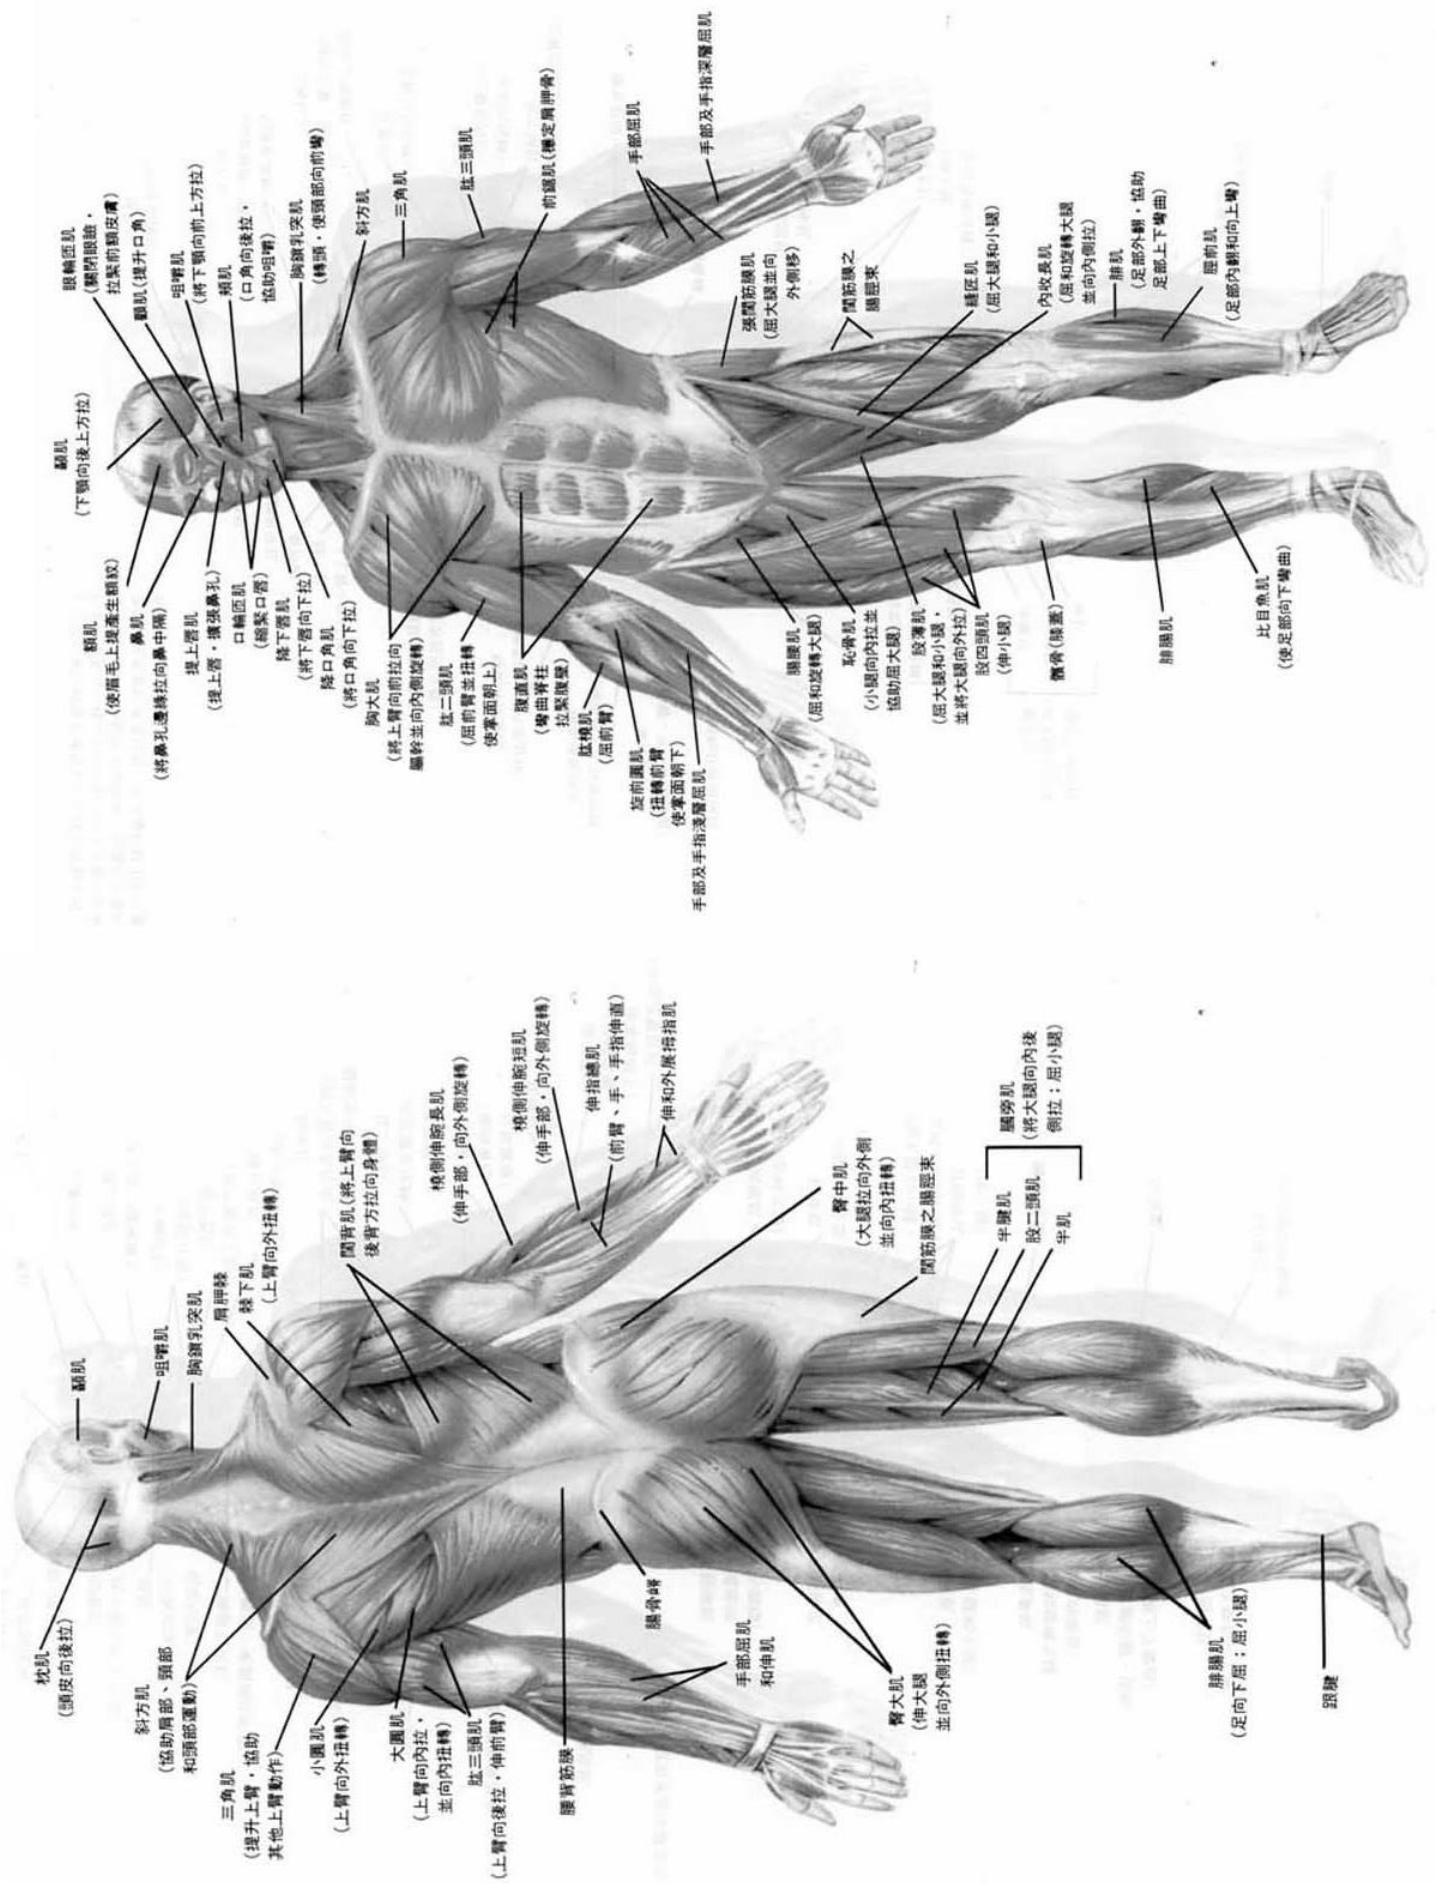 顳肌
(下顎向後上方拉)
眼輪匝肌
(關閉眼瞼，
拉緊前額皮膚)
顴肌(提升口角)
咀嚼肌
(將下顎向前上方拉)
頰肌
(口角向後拉，
協助咀嚼)
胸鎖乳突肌
(轉頭，使頸部向前彎)
斜方肌
三角肌
肱三頭肌
前鋸肌(穩定肩胛骨)
手部屈肌
手部及手指深層屈肌
張闊筋膜肌
(屈大腿並向
外側移)
闊筋膜之
腸脛束
縫匠肌
(屈大腿和小腿)
內收長肌
(屈和旋轉大腿
並向內側拉)
腓肌
(足部外翻，協助
足部上下彎曲)
脛前肌
(足部內翻和向上彎)
額肌
(使眉毛上提產生額紋)
鼻肌
(將鼻孔邊緣拉向鼻中隔)
提上唇肌
(提上唇，擴張鼻孔)
口輪匝肌
(縮緊口唇)
降下唇肌
(將下唇向下拉)
降口角肌
(將口角向下拉)
胸大肌
(將上臂向前拉向
軀幹並向內側旋轉)
肱二頭肌
(屈前臂並扭轉
使掌面朝上)
腹直肌
(彎曲脊柱
拉緊腹壁)
肱橈肌
(屈前臂)
旋前圓肌
(扭轉前臂
使掌面朝下)
手部及手指淺層屈肌
腸腰肌
(屈和旋轉大腿)
恥骨肌
(小腿向內拉並
協助屈大腿)
股薄肌
(屈大腿和小腿，
並將大腿向外拉)
股四頭肌
(伸小腿)
髕骨(膝蓋)
腓腸肌
比目魚肌
(使足部向下彎曲)
顳肌
咀嚼肌
胸鎖乳突肌
肩胛棘
棘下肌
(上臂向外扭轉)
闊背肌(將上臂向
後背方拉向身體)
橈側伸腕長肌
(伸手部，向外側旋轉)
橈側伸腕短肌
(伸手部，向外側旋轉)
伸指總肌
(前臂、手、手指伸直)
伸和外展拇指肌
臀中肌
(大腿拉向外側
並向內扭轉)
闊筋膜之腸脛束
半腱肌
股二頭肌
半肌
膕旁肌
(將大腿向內後
側拉；屈小腿)
枕肌
(頭皮向後拉)
斜方肌
(協助肩部、頸部
和頭部運動)
三角肌
(提升上臂，協助
其他上臂動作)
小圓肌
(上臂向外扭轉)
大圓肌
(上臂向內拉，
並向內扭轉)
肱三頭肌
(上臂向後拉，伸前臂)
腰背筋膜
腸骨嵴
手部屈肌
和伸肌
臀大肌
(伸大腿
並向外側扭轉)
腓腸肌
(足向下屈；屈小腿)
跟腱